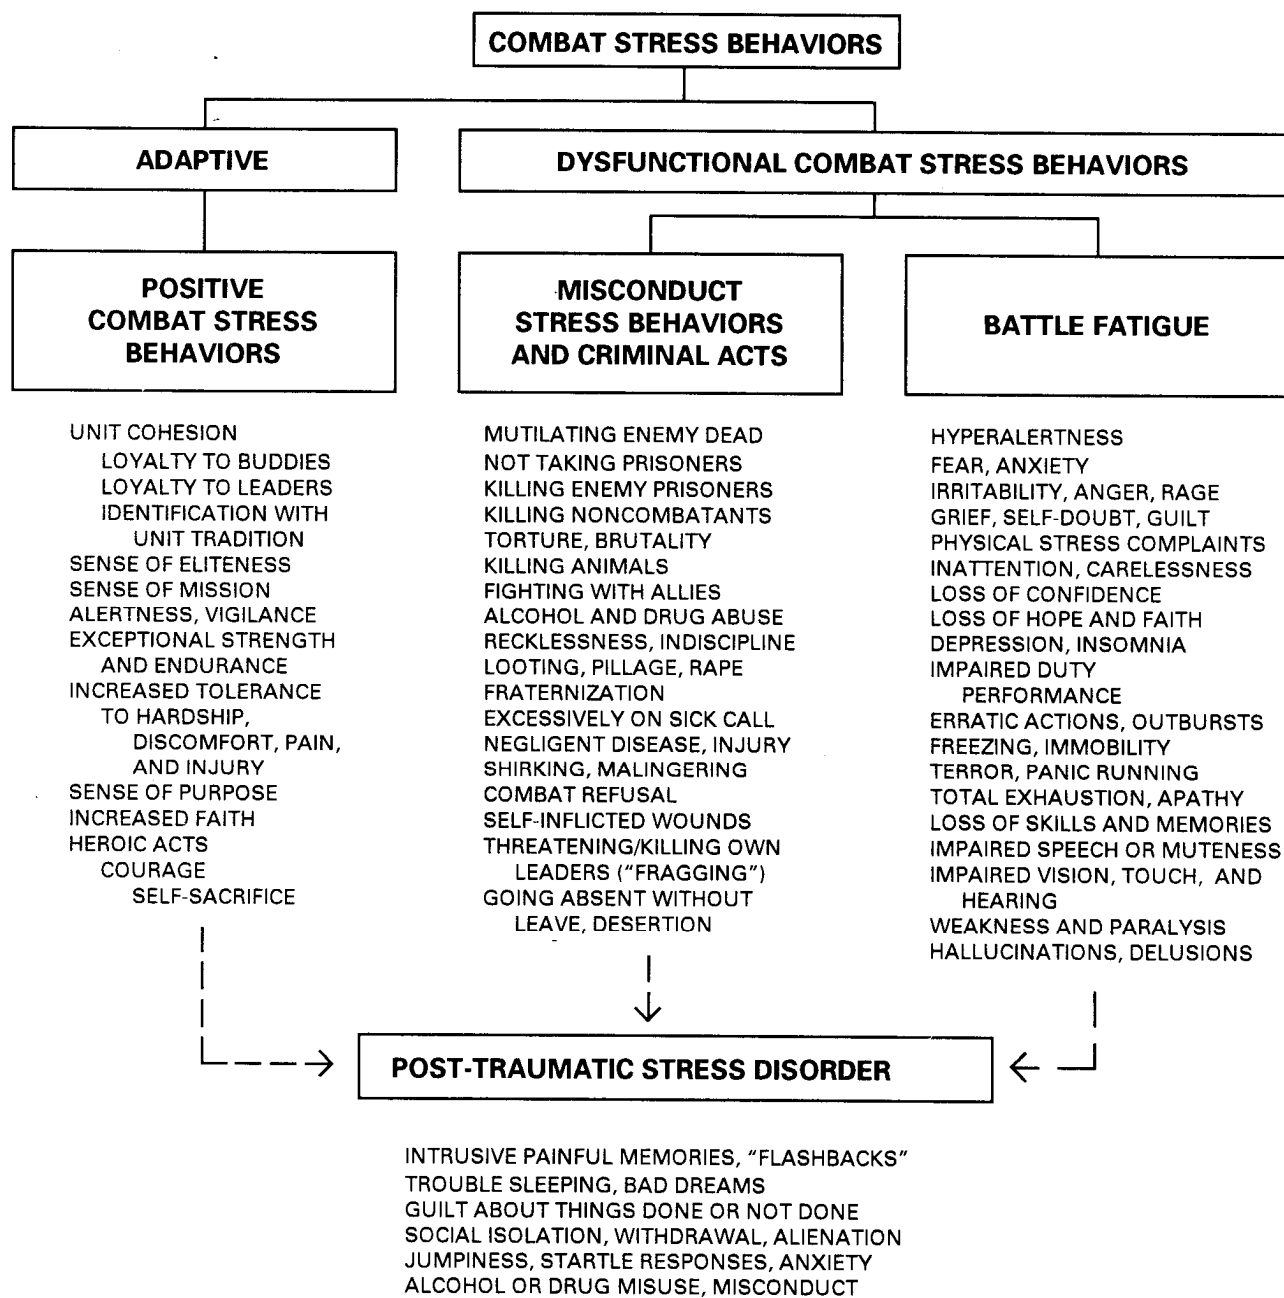 COMBAT STRESS BEHAVIORS
ADAPTIVE
DYSFUNCTIONAL COMBAT STRESS BEHAVIORS
POSITIVE
COMBAT STRESS
BEHAVIORS
MISCONDUCT
STRESS BEHAVIORS
AND CRIMINAL ACTS
BATTLE FATIGUE
UNIT COHESION
LOYALTY TO BUDDIES
LOYALTY TO LEADERS
IDENTIFICATION WITH
UNIT TRADITION
SENSE OF ELITENESS
SENSE OF MISSION
ALERTNESS, VIGILANCE
EXCEPTIONAL STRENGTH
AND ENDURANCE
INCREASED TOLERANCE
TO HARDSHIP,
DISCOMFORT, PAIN,
AND INJURY
SENSE OF PURPOSE
INCREASED FAITH
HEROIC ACTS
COURAGE
SELF-SACRIFICE
MUTILATING ENEMY DEAD
NOT TAKING PRISONERS
KILLING ENEMY PRISONERS
KILLING NONCOMBATANTS
TORTURE, BRUTALITY
KILLING ANIMALS
FIGHTING WITH ALLIES
ALCOHOL AND DRUG ABUSE
RECKLESSNESS, INDISCIPLINE
LOOTING, PILLAGE, RAPE
FRATERNIZATION
EXCESSIVELY ON SICK CALL
NEGLIGENT DISEASE, INJURY
SHIRKING, MALINGERING
COMBAT REFUSAL
SELF-INFLICTED WOUNDS
THREATENING/KILLING OWN
LEADERS ("FRAGGING")
GOING ABSENT WITHOUT
LEAVE, DESERTION
HYPERALERTNESS
FEAR, ANXIETY
IRRITABILITY, ANGER, RAGE
GRIEF, SELF-DOUBT, GUILT
PHYSICAL STRESS COMPLAINTS
INATTENTION, CARELESSNESS
LOSS OF CONFIDENCE
LOSS OF HOPE AND FAITH
DEPRESSION, INSOMNIA
IMPAIRED DUTY
PERFORMANCE
ERRATIC ACTIONS, OUTBURSTS
FREEZING, IMMOBILITY
TERROR, PANIC RUNNING
TOTAL EXHAUSTION, APATHY
LOSS OF SKILLS AND MEMORIES
IMPAIRED SPEECH OR MUTENESS
IMPAIRED VISION, TOUCH, AND
HEARING
WEAKNESS AND PARALYSIS
HALLUCINATIONS, DELUSIONS
POST-TRAUMATIC STRESS DISORDER
INTRUSIVE PAINFUL MEMORIES, "FLASHBACKS"
TROUBLE SLEEPING, BAD DREAMS
GUILT ABOUT THINGS DONE OR NOT DONE
SOCIAL ISOLATION, WITHDRAWAL, ALIENATION
JUMPINESS, STARTLE RESPONSES, ANXIETY
ALCOHOL OR DRUG MISUSE, MISCONDUCT